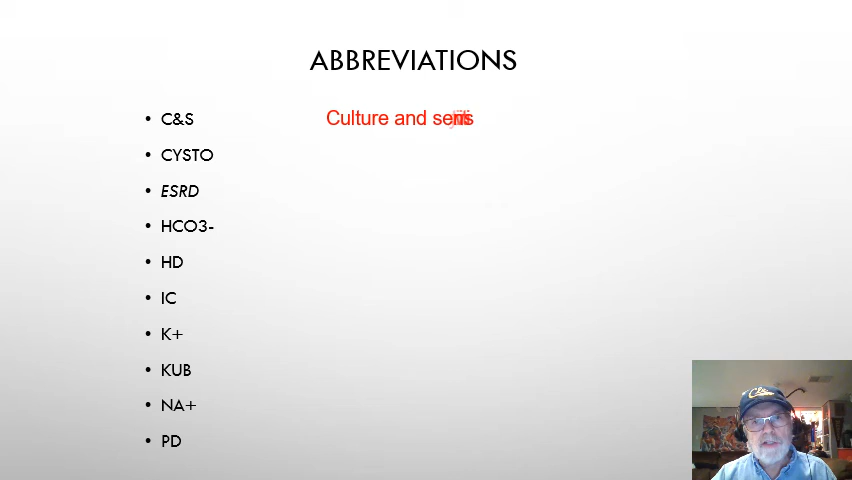 ABBREVIATIONS
• C&S
Culture and
• CYSTO
• ESRD
• HCO3-
• HD
• IC
• K+
• KUB
• NA+
• PD